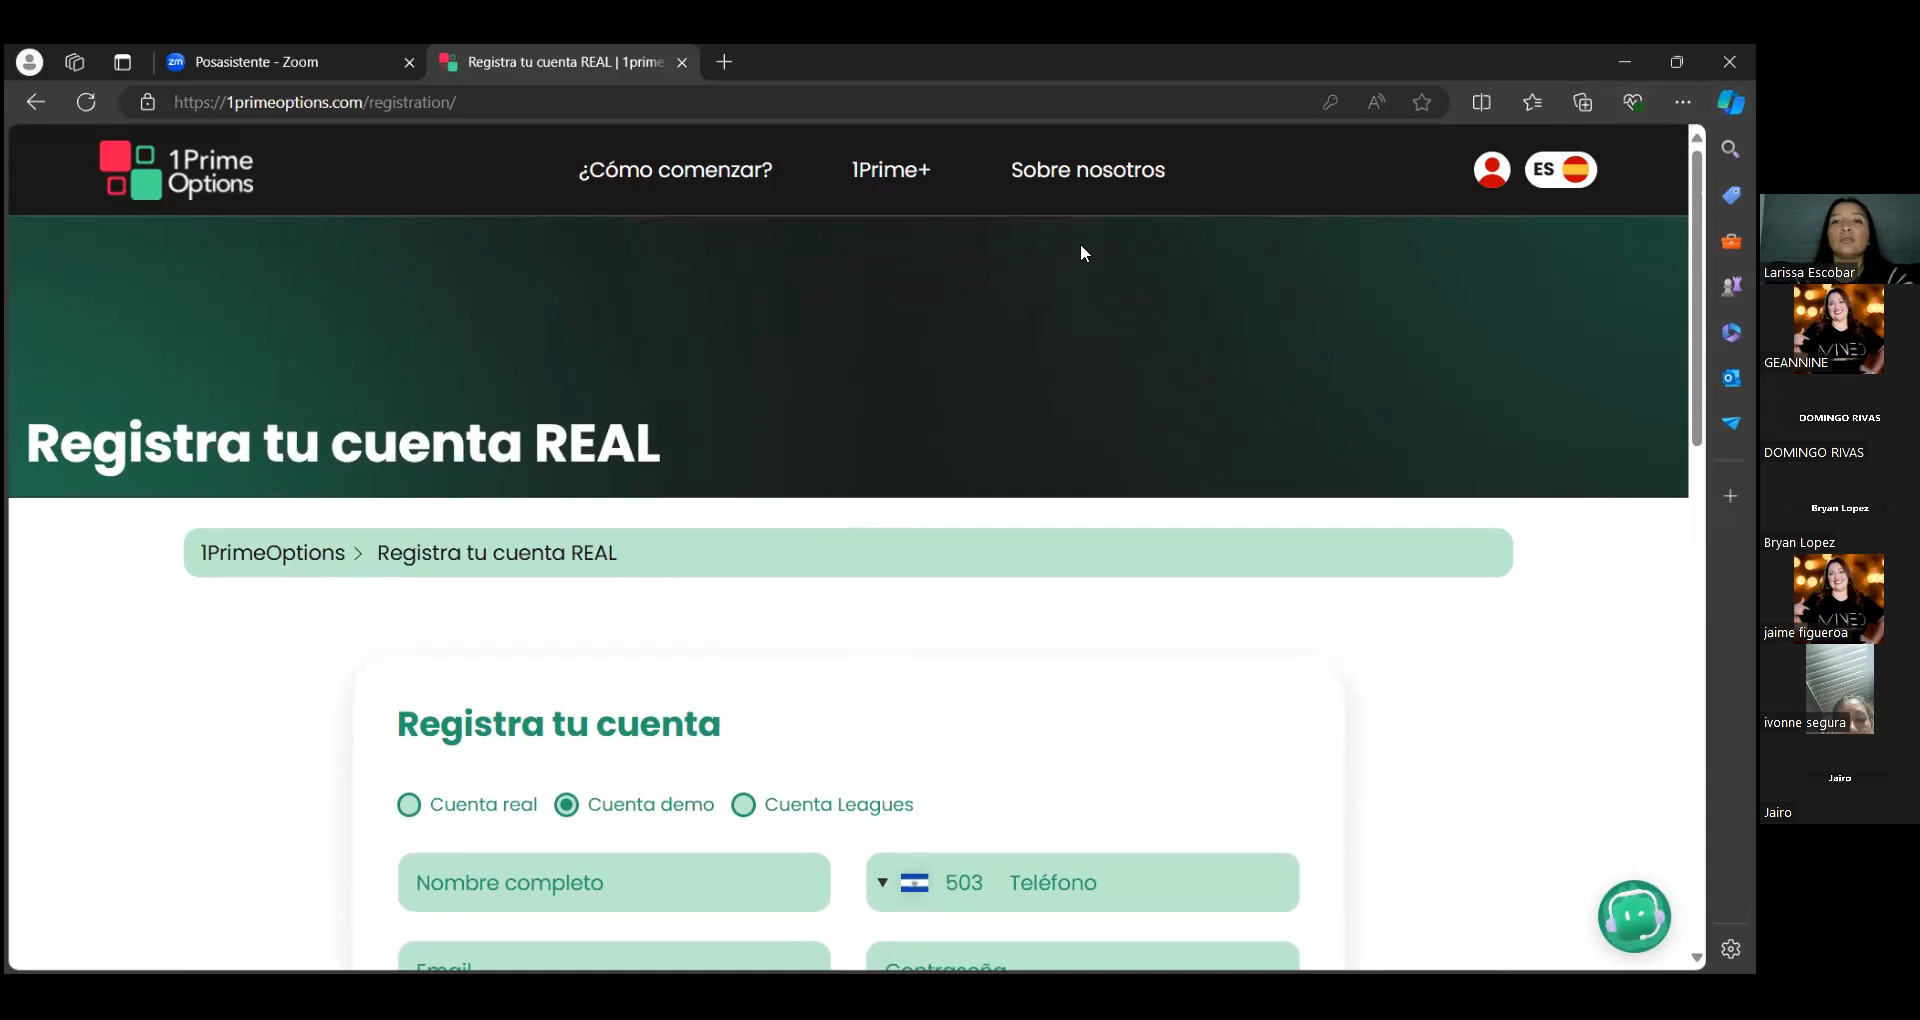 Posasistente - Zoom
Registra tu cuenta REAL | 1prime
https://1primeoptions.com/registration/
1Prime
Options
¿Cómo comenzar?
1Prime+
Sobre nosotros
ES
Registra tu cuenta REAL
1PrimeOptions > Registra tu cuenta REAL
Registra tu cuenta
Cuenta real
Cuenta demo
Cuenta Leagues
Nombre completo
503 Teléfono
Email
Contraseña
Larissa Escobar
GEANNINE
DOMINGO RIVAS
DOMINGO RIVAS
Bryan Lopez
Bryan Lopez
jaime figueroa
ivonne segura
Jairo
Jairo